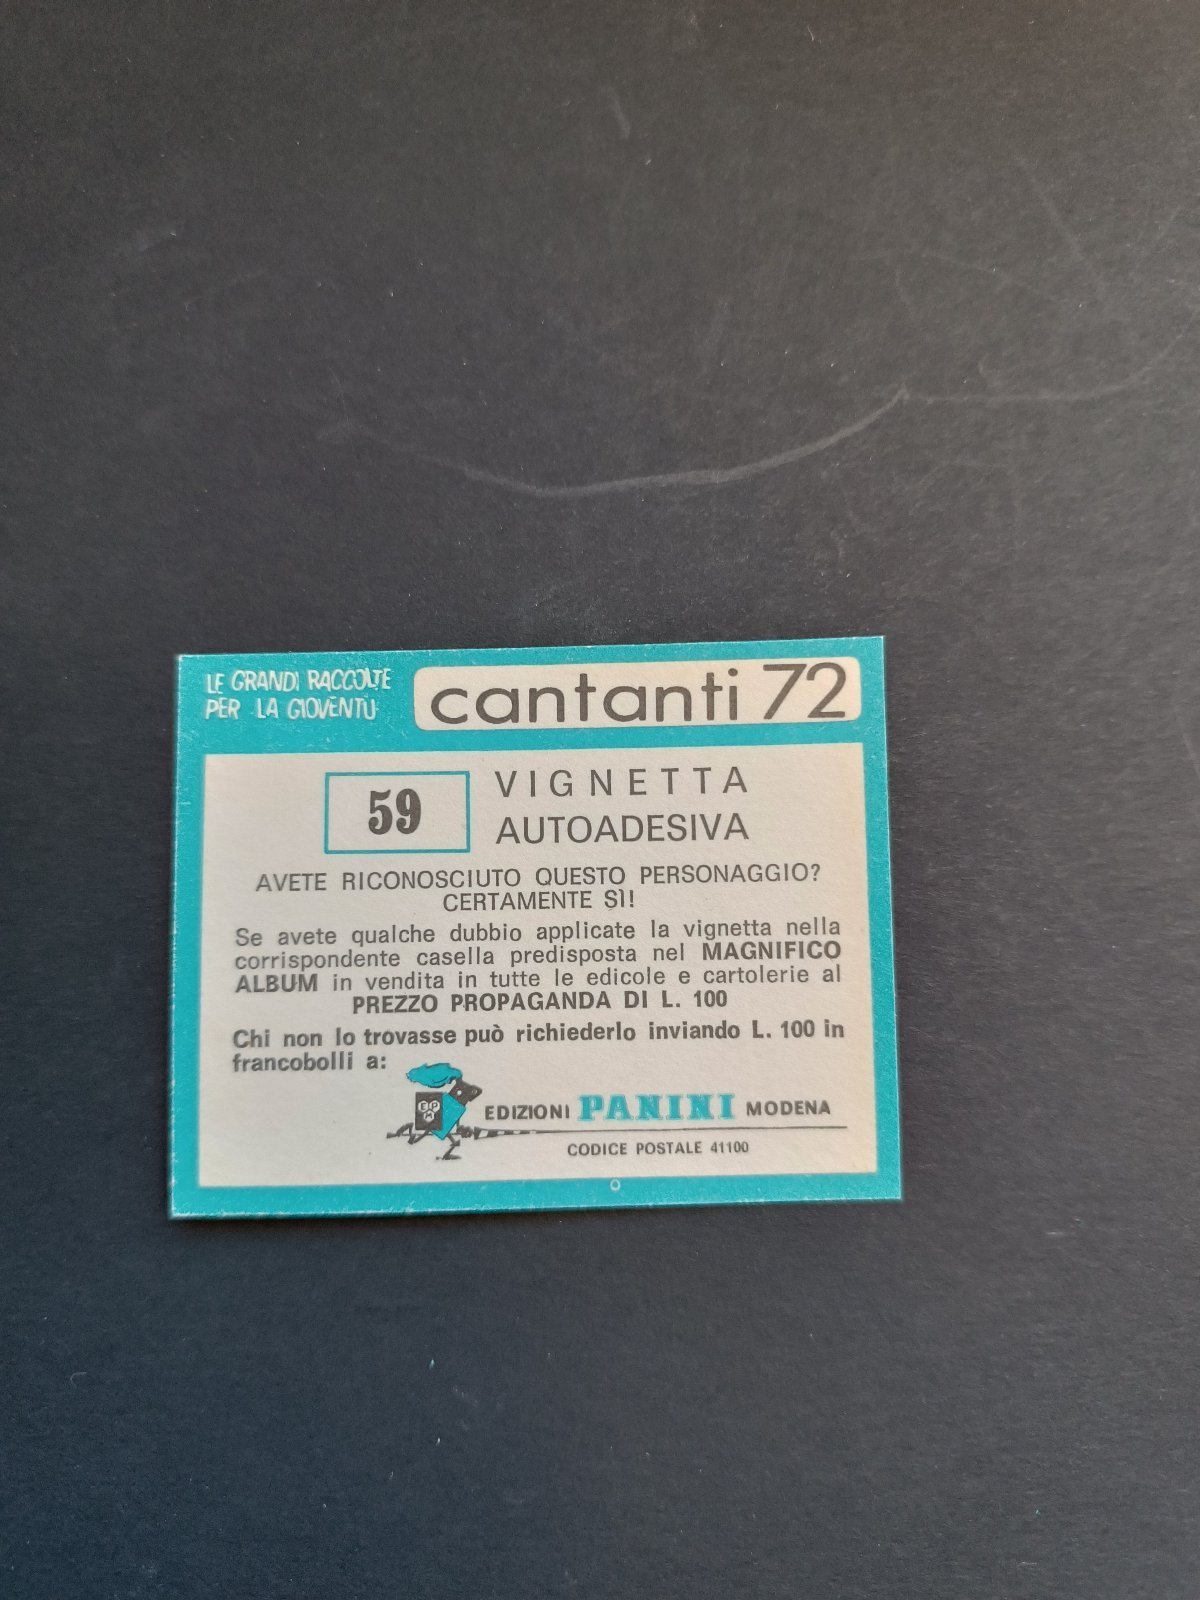 LE GRANDI RACCOLTE
PER LA GIOVENTÙ
cantanti 72
59
VIGNETTA
AUTOADESIVA
AVETE RICONOSCIUTO QUESTO PERSONAGGIO?
CERTAMENTE SÌ!
Se avete qualche dubbio applicate la vignetta nella
corrispondente casella predisposta nel MAGNIFICO
ALBUM in vendita in tutte le edicole e cartolerie al
PREZZO PROPAGANDA DI L. 100
Chi non lo trovasse può richiederlo inviando L. 100 in
francobolli a:
EPM
EDIZIONI PANINI MODENA
CODICE POSTALE 41100